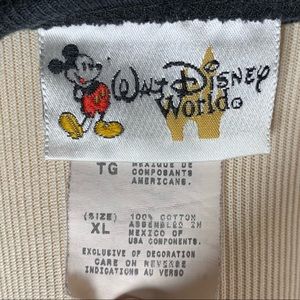 Walt Disney
World®
TG
MEXIQUE DE
COMPOSANTS
AMERICANS.
(SIZE)
XL
100% COTTON
ASSEMBLED IN
MEXICO OF
USA COMPONENTS.
EXCLUSIVE OF DECORATION
CARE ON REVERSE
INDICATIONS AU VERSO